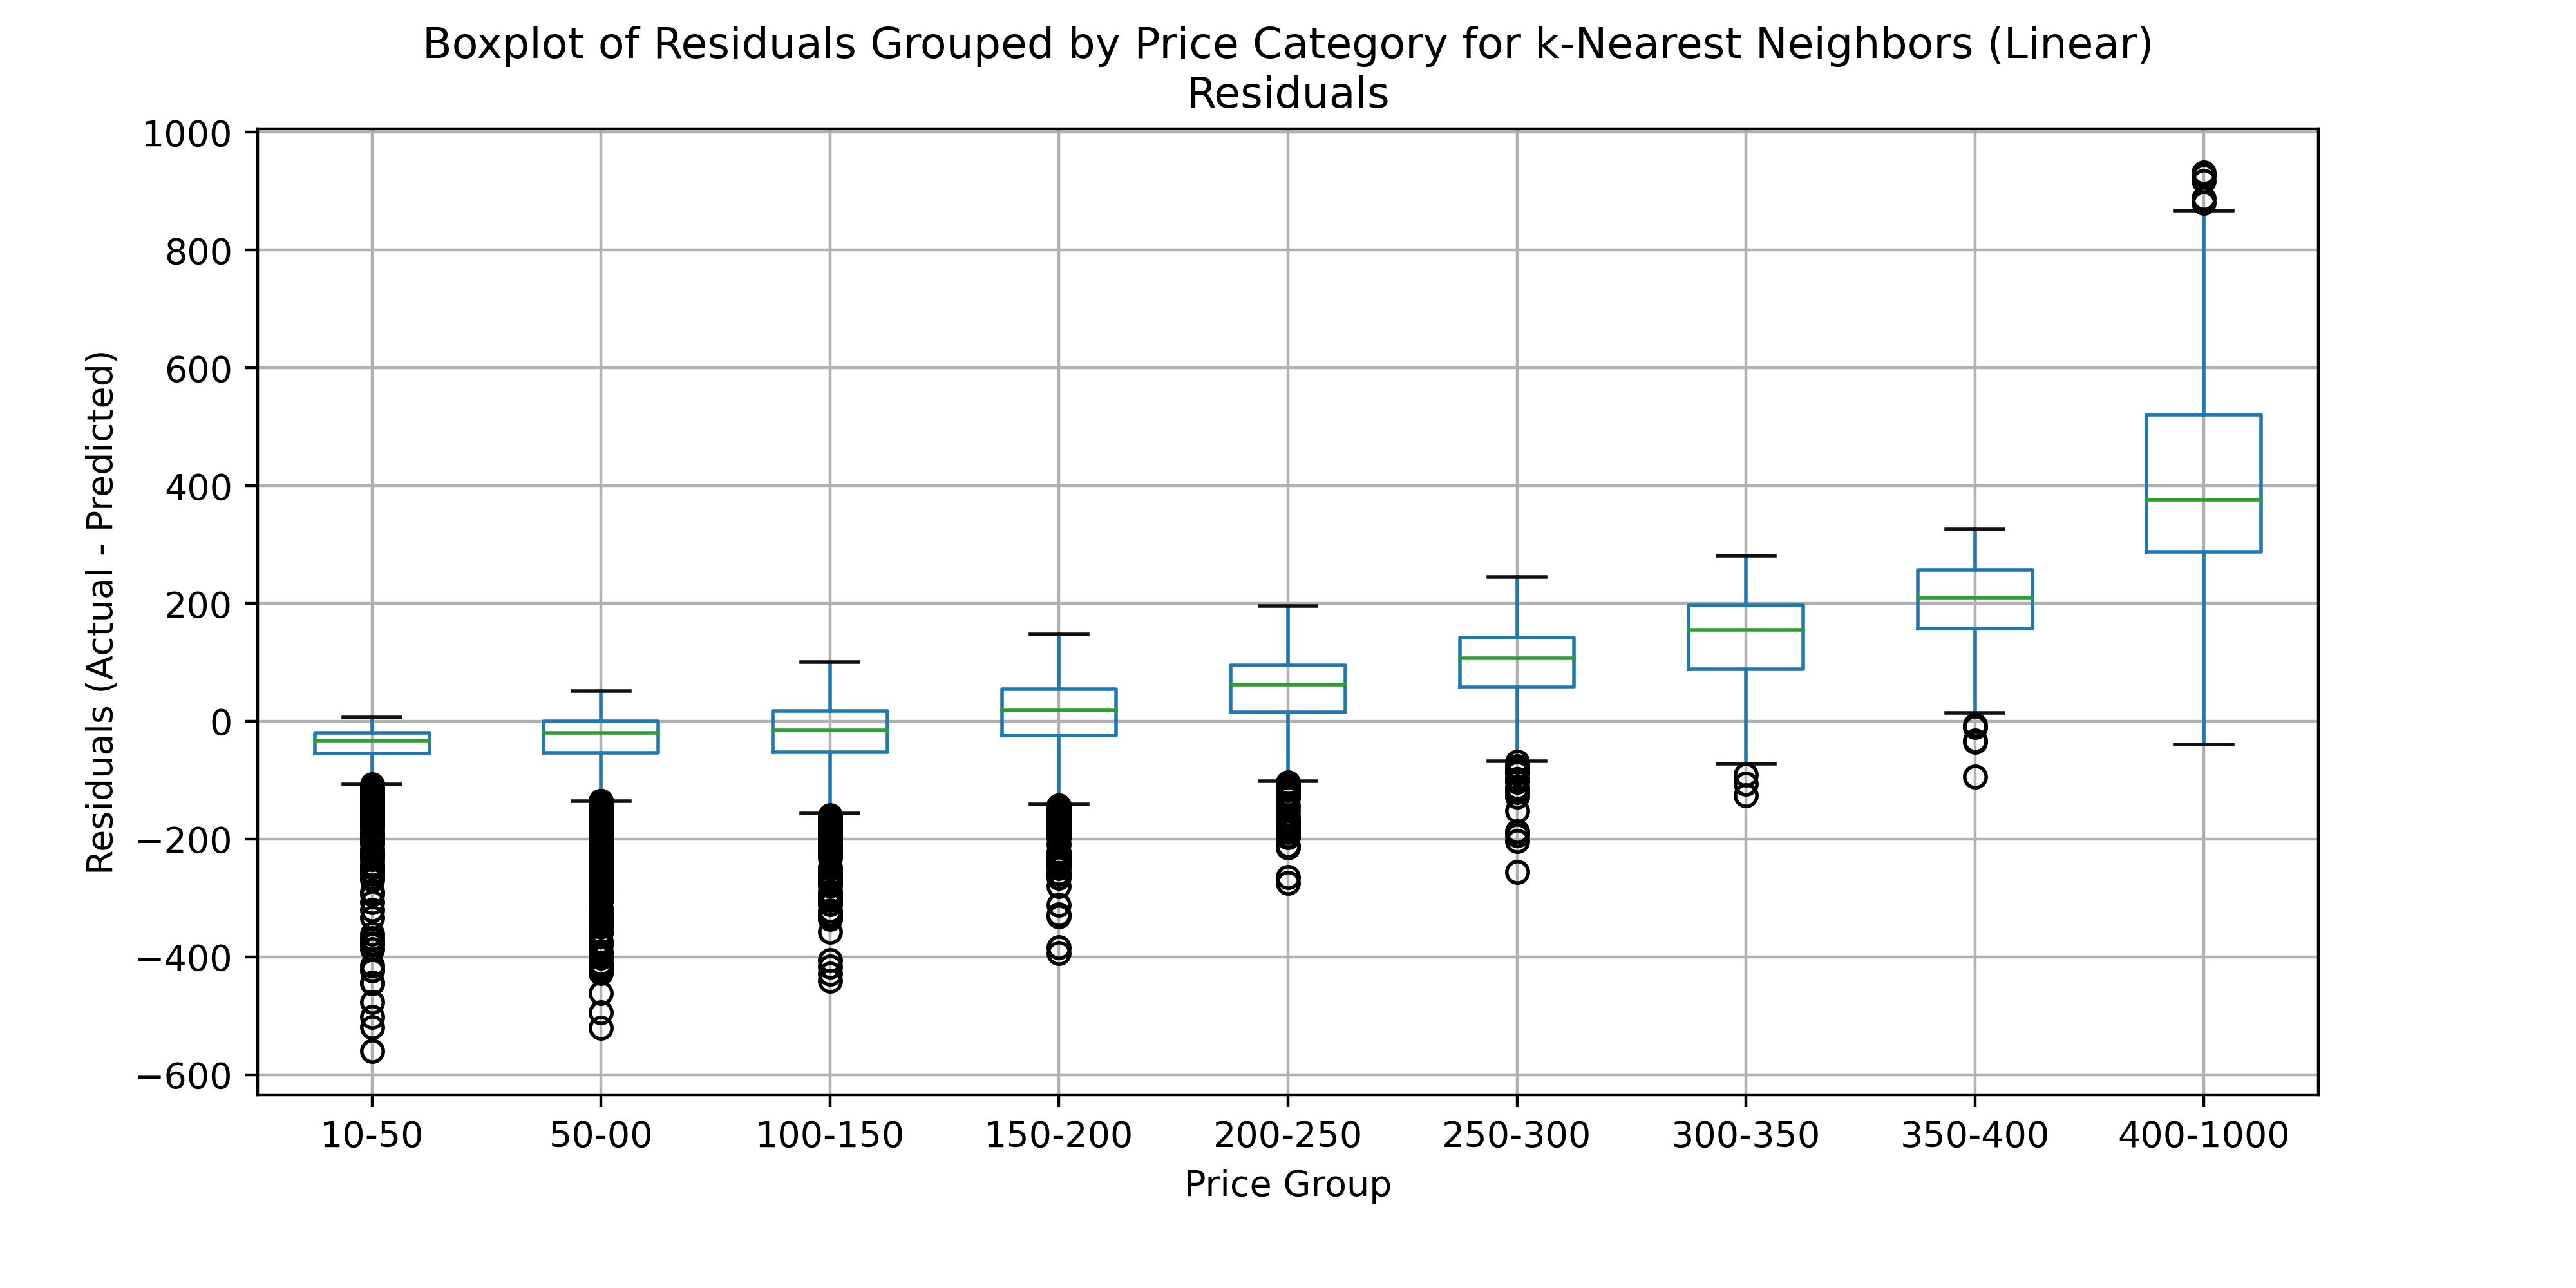 Boxplot of Residuals Grouped by Price Category for k-Nearest Neighbors (Linear)
Residuals
1000
800
600
400
200
0
−200
−400
−600
Residuals (Actual - Predicted)
10-50 50-00 100-150 150-200 200-250 250-300 300-350 350-400 400-1000
Price Group